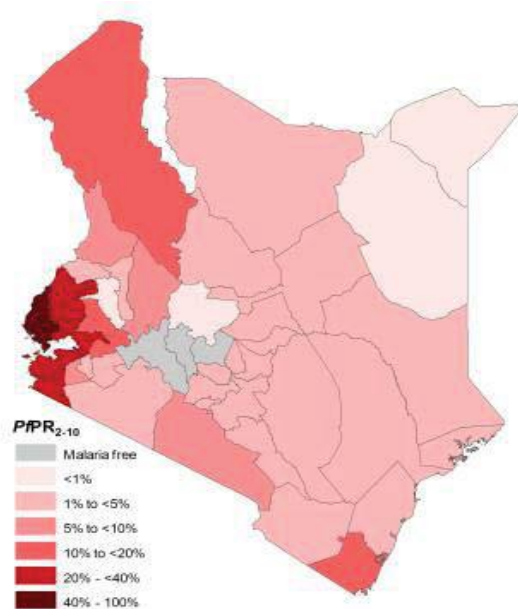 PfPR2-10
Malaria free
<1%
1% to <5%
5% to <10%
10% to <20%
20% - <40%
40% - 100%